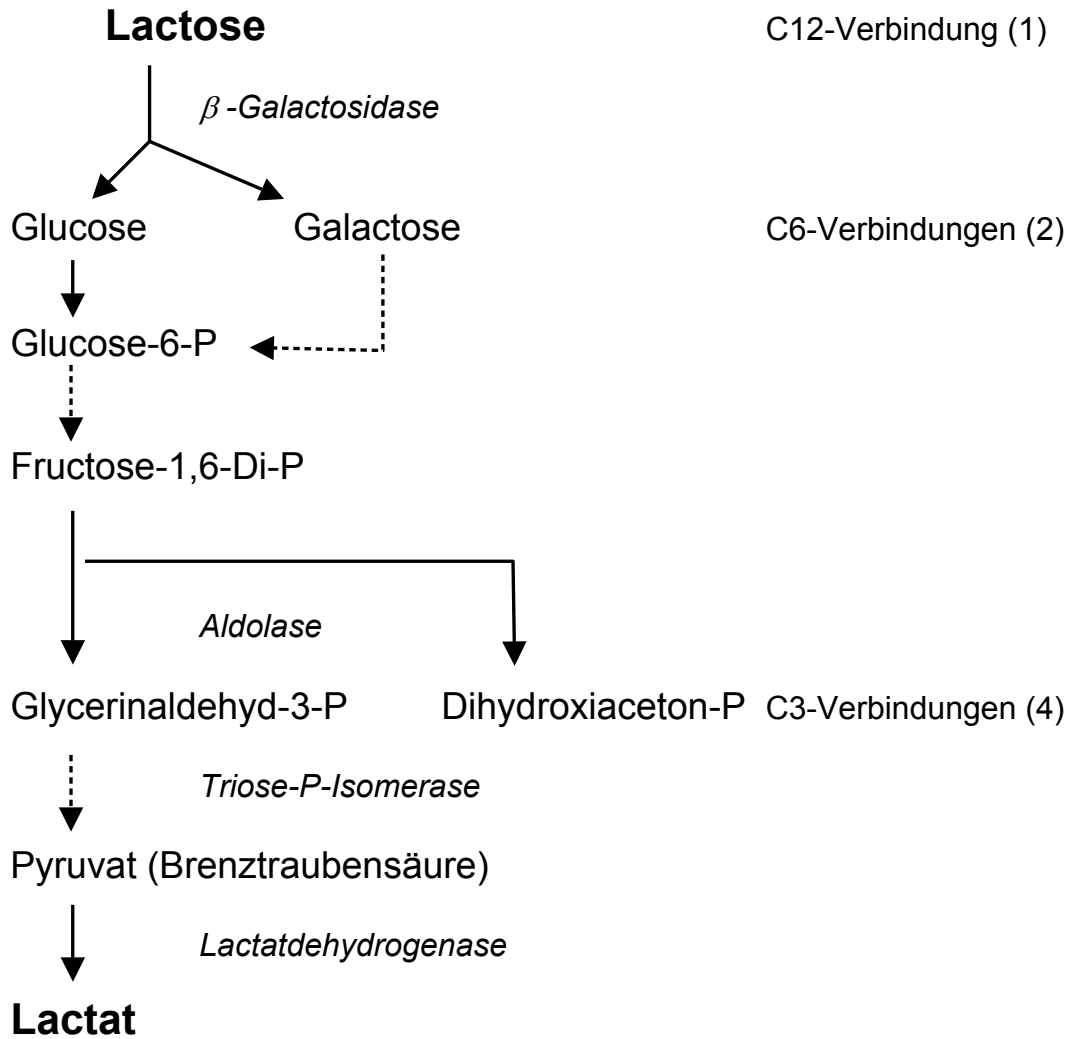 Lactose C12-Verbindung (1)
β -Galactosidase
Glucose Galactose C6-Verbindungen (2)
Glucose-6-P
Fructose-1,6-Di-P
Aldolase
Glycerinaldehyd-3-P Dihydroxiaceton-P C3-Verbindungen (4)
Triose-P-Isomerase
Pyruvat (Brenztraubensäure)
Lactatdehydrogenase
Lactat